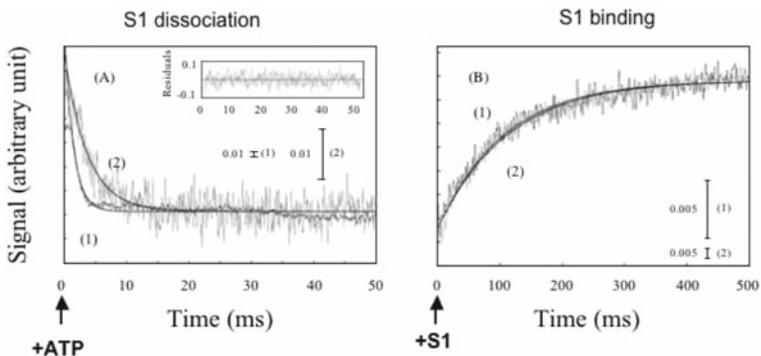 S1 dissociation
S1 binding
Signal (arbitrary unit)
(A)
Residuals
0.1
-0.1
0 10 20 30 40 50
0.01 (1) 0.01 (2)
(2)
(1)
0 10 20 30 40 50
Time (ms)
+ATP
(B)
(1)
(2)
0.005 (1)
0.005 (2)
0 100 200 300 400 500
Time (ms)
+S1